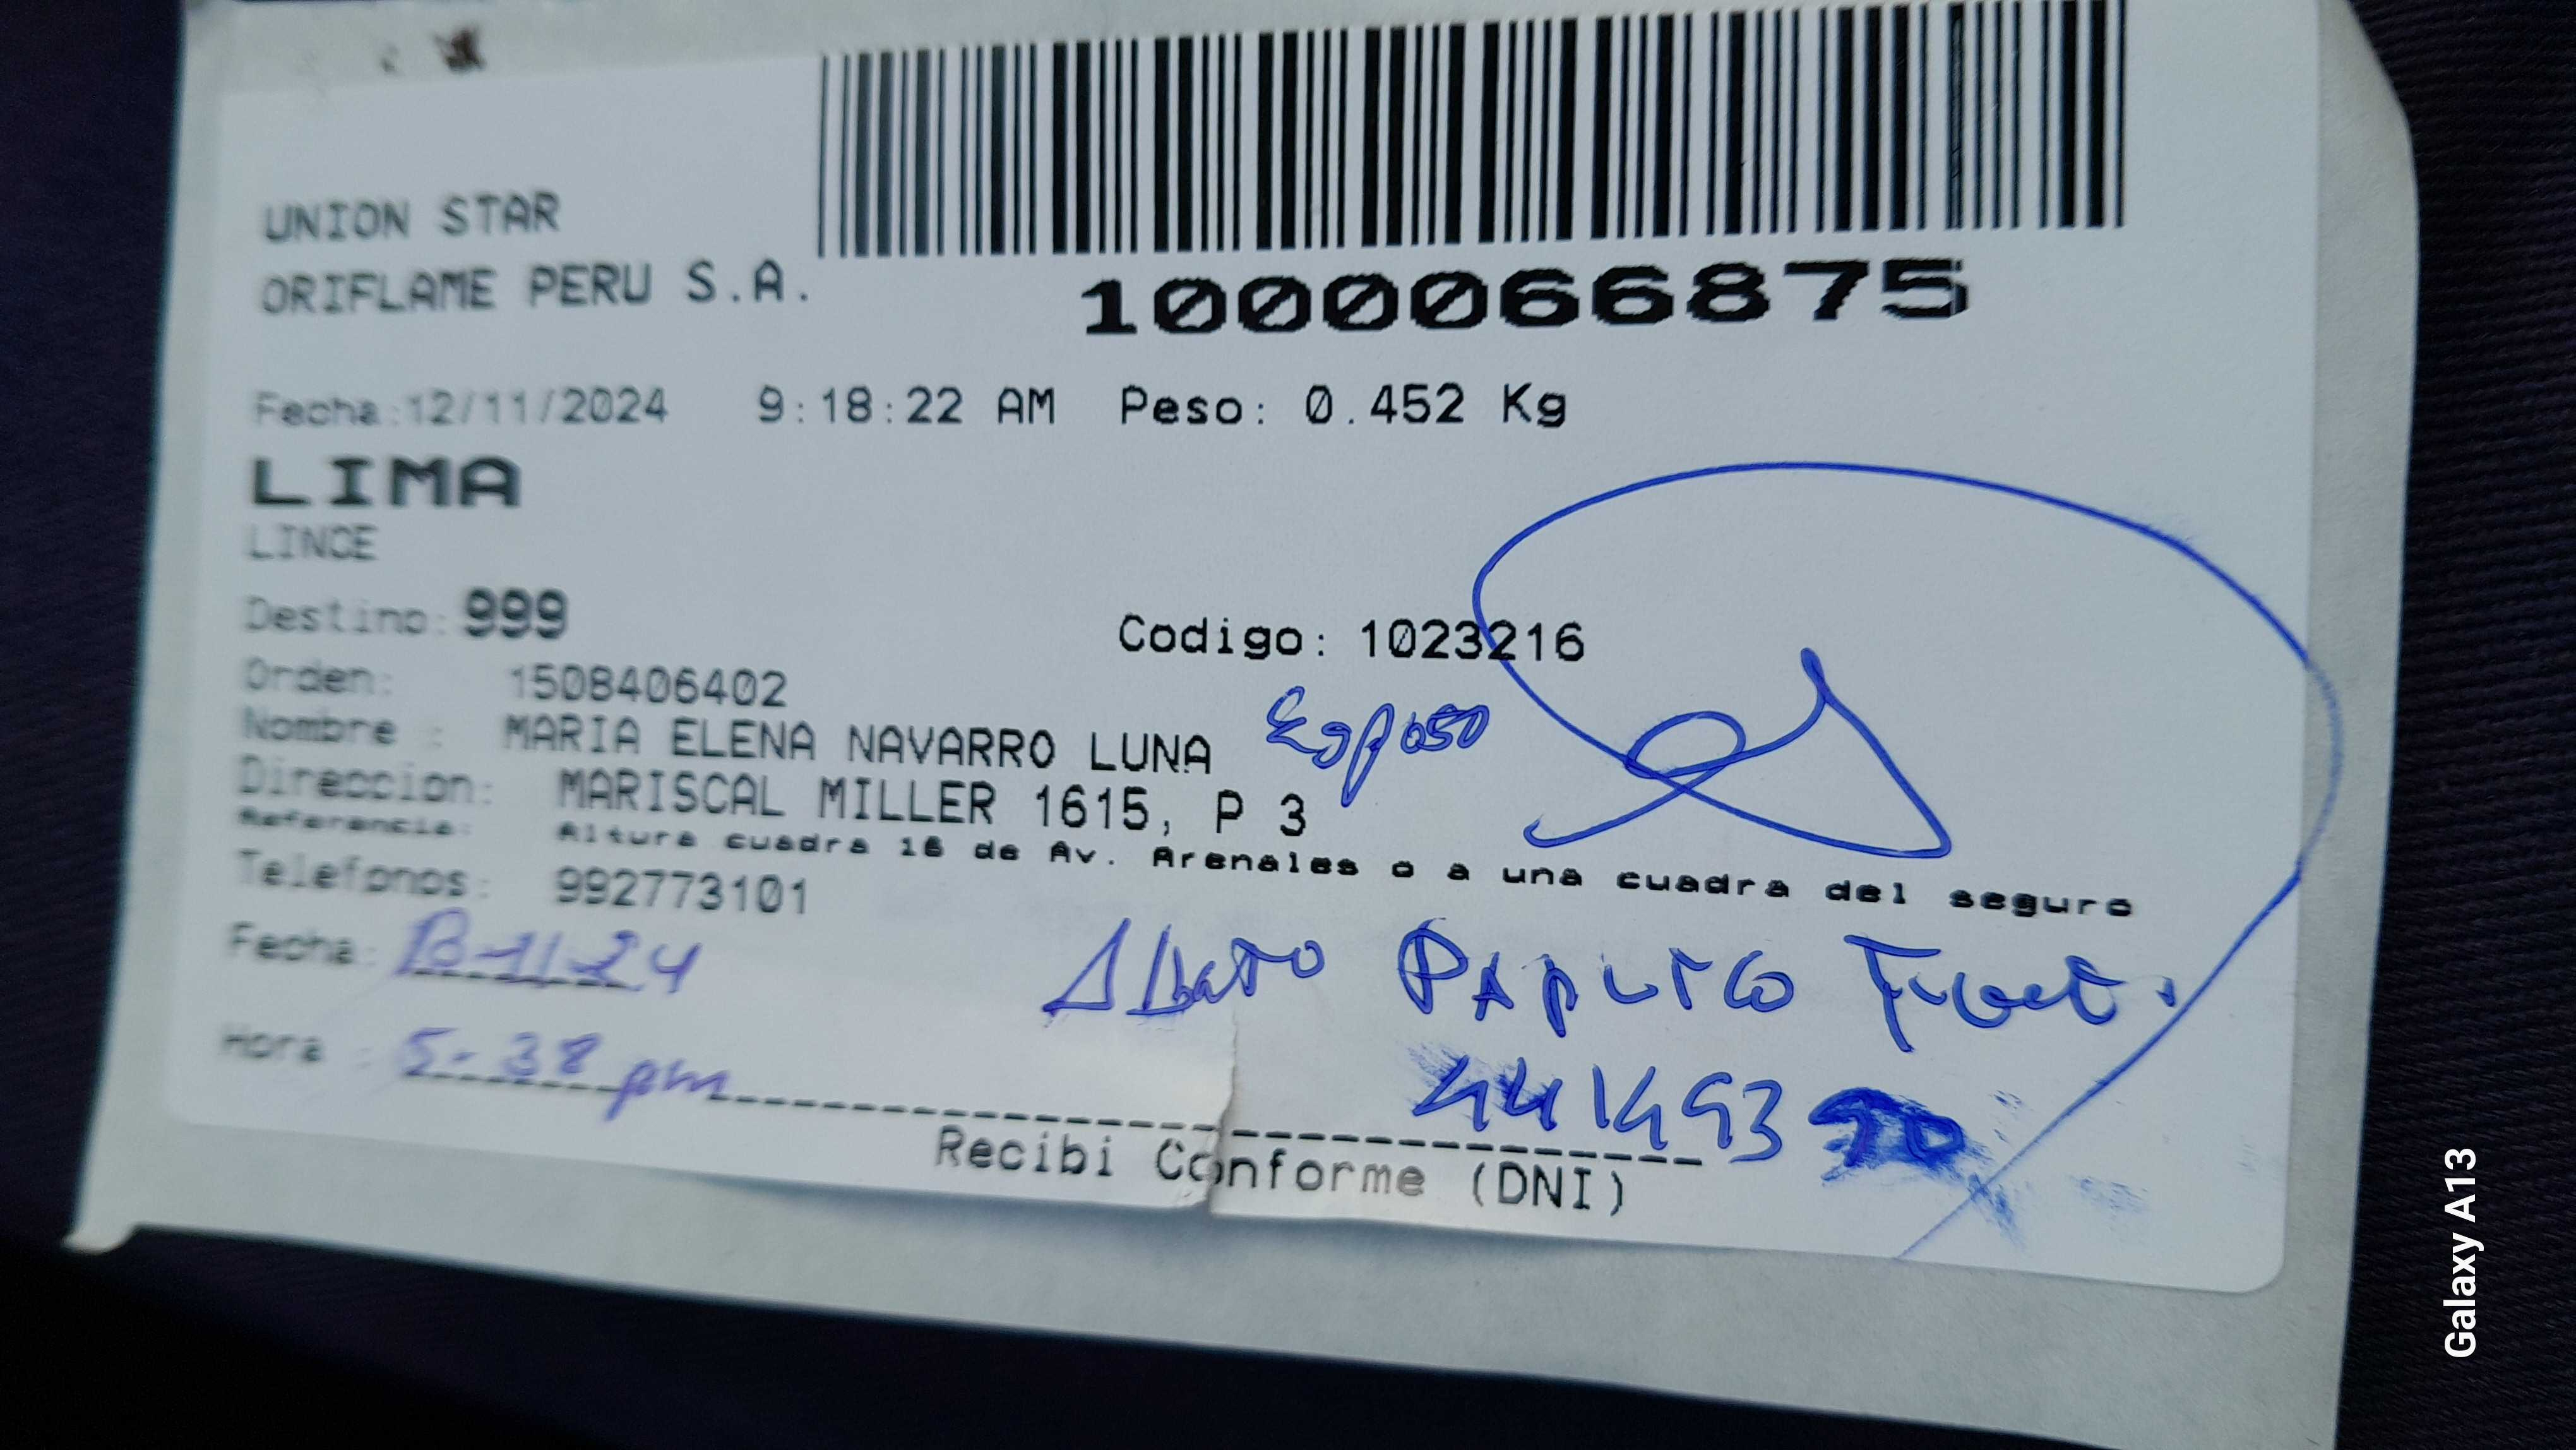 UNION STAR
ORIFLAME PERU S.A.
1000066875
Fecha:12/11/2024 9:18:22 AM Peso: 0.452 Kg
LIMA
LINCE
Destino: 999
Codigo: 1023216
Orden: 1508406402
Nombre : MARIA ELENA NAVARRO LUNA Esposo
Direccion: MARISCAL MILLER 1615, P 3
Referencia: Altura cuadra 16 de Av. Arenales o a una cuadra del seguro
Telefonos: 992773101
Fecha: 13-11-24
Hora : 5-38 pm
Recibi Conforme (DNI)
Galaxy A13